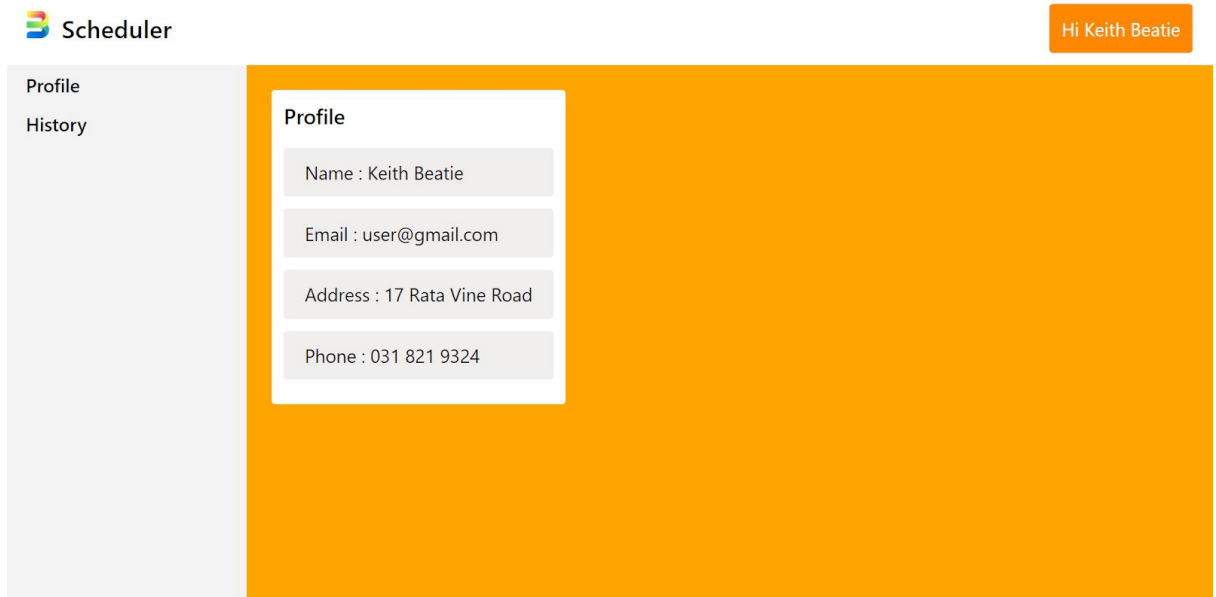 Scheduler
Hi Keith Beatie
Profile
History
Profile
Name : Keith Beatie
Email : user@gmail.com
Address : 17 Rata Vine Road
Phone : 031 821 9324